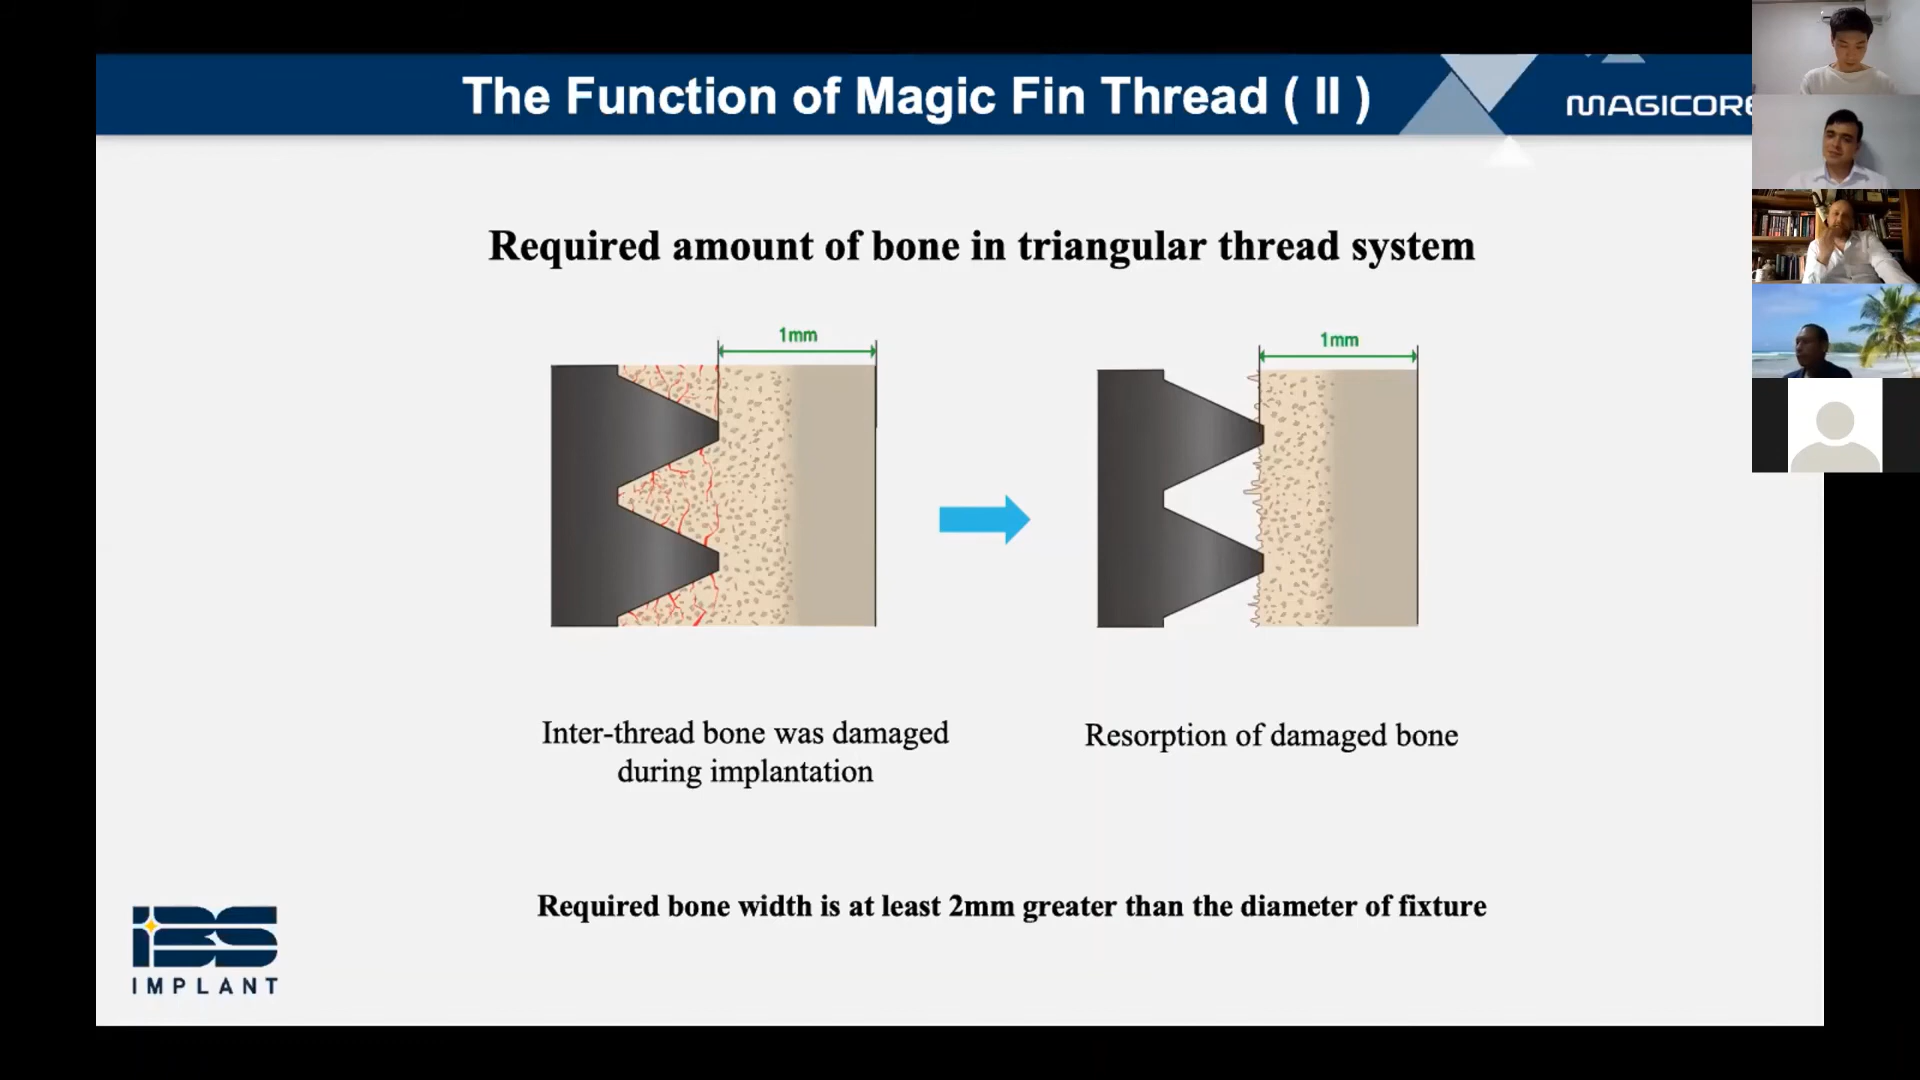 The Function of Magic Fin Thread ( II )
MAGICORE
Required amount of bone in triangular thread system
1mm
1mm
Inter-thread bone was damaged
during implantation
Resorption of damaged bone
Required bone width is at least 2mm greater than the diameter of fixture
IBS
IMPLANT